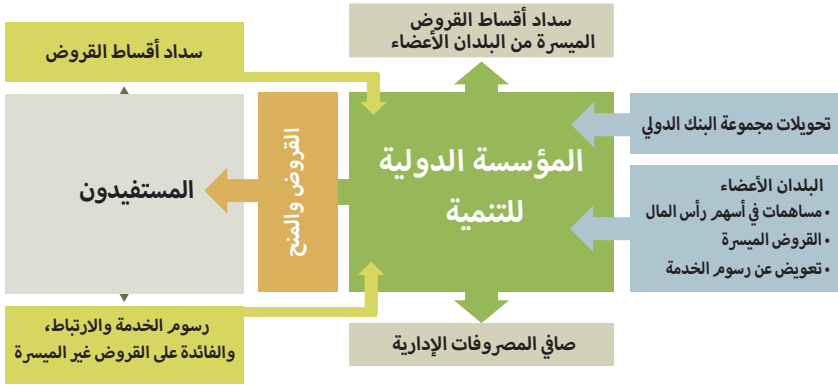 سداد أقساط القروض
الميسرة من البلدان الأعضاء
سداد أقساط القروض
تحويلات مجموعة البنك الدولي
المؤسسة الدولية
للتنمية
القروض والمنح
المستفيدون
البلدان الأعضاء
• مساهمات في أسهم رأس المال
• القروض الميسرة
• تعويض عن رسوم الخدمة
رسوم الخدمة والارتباط،
والفائدة على القروض غير الميسرة
صافي المصروفات الإدارية